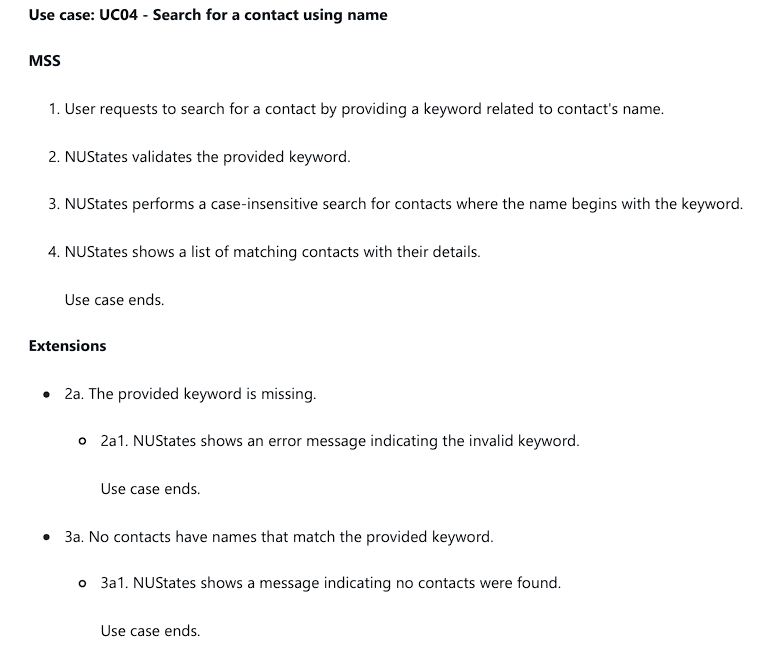 Use case: UC04 - Search for a contact using name
MSS
1. User requests to search for a contact by providing a keyword related to contact's name.
2. NUStates validates the provided keyword.
3. NUStates performs a case-insensitive search for contacts where the name begins with the keyword.
4. NUStates shows a list of matching contacts with their details.
Use case ends.
Extensions
• 2a. The provided keyword is missing.
○ 2a1. NUStates shows an error message indicating the invalid keyword.
Use case ends.
• 3a. No contacts have names that match the provided keyword.
○ 3a1. NUStates shows a message indicating no contacts were found.
Use case ends.